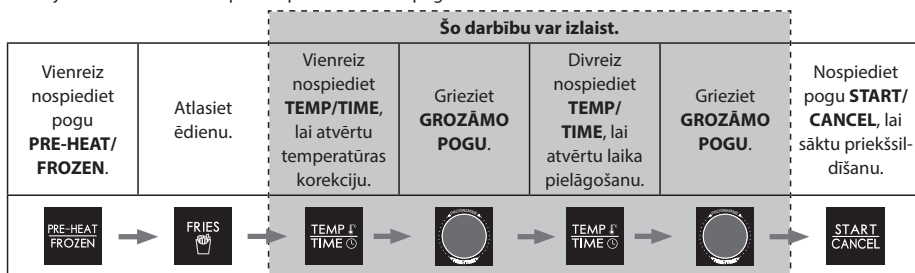 Šo darbību var izlaist.
Vienreiz
nospiediet
pogu
PRE-HEAT/
FROZEN.
Atlasiet
ēdienu.
Vienreiz
nospiediet
TEMP/TIME,
lai atvērtu
temperatūras
korekciju.
Grieziet
GROZĀMO
POGU.
Divreiz
nospiediet
TEMP/
TIME, lai
atvērtu laika
pielāgošanu.
Grieziet
GROZĀMO
POGU.
Nospiediet
pogu START/
CANCEL, lai
sāktu priekšsil-
dīšanu.
PRE-HEAT
FROZEN
FRIES
TEMP
TIME
TEMP
TIME
START
CANCEL